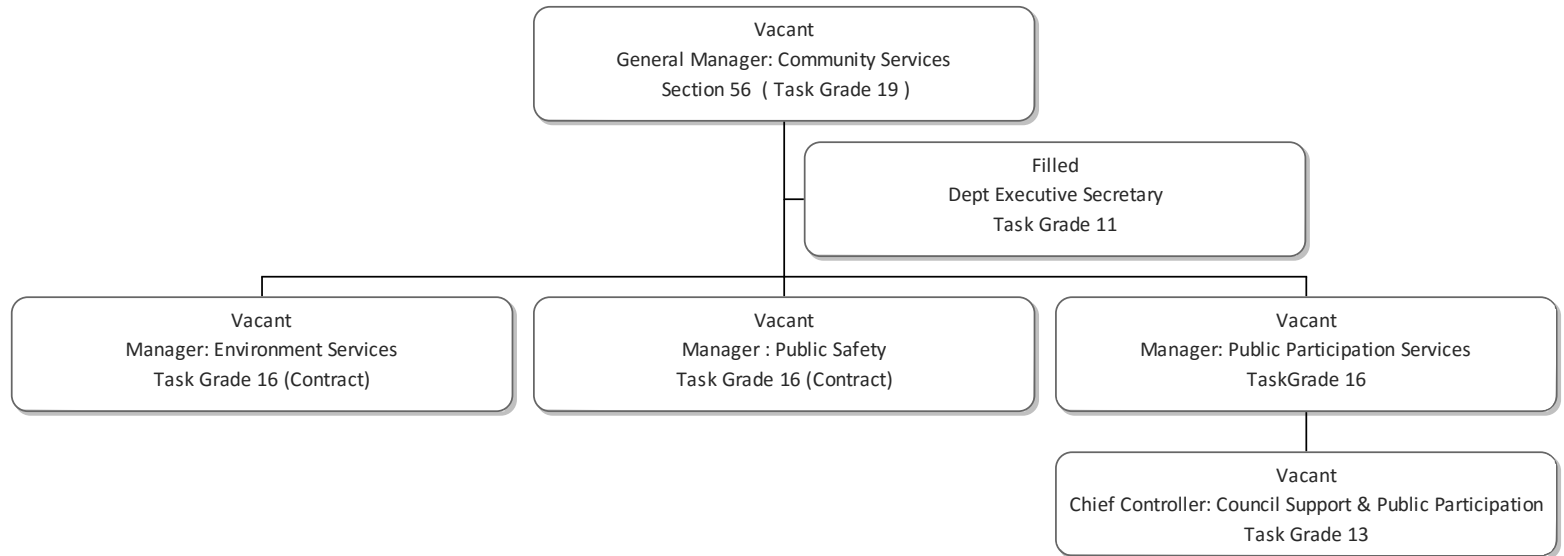 Vacant
General Manager: Community Services
Section 56 ( Task Grade 19 )
Filled
Dept Executive Secretary
Task Grade 11
Vacant
Manager: Environment Services
Task Grade 16 (Contract)
Vacant
Manager : Public Safety
Task Grade 16 (Contract)
Vacant
Manager: Public Participation Services
TaskGrade 16
Vacant
Chief Controller: Council Support & Public Participation
Task Grade 13